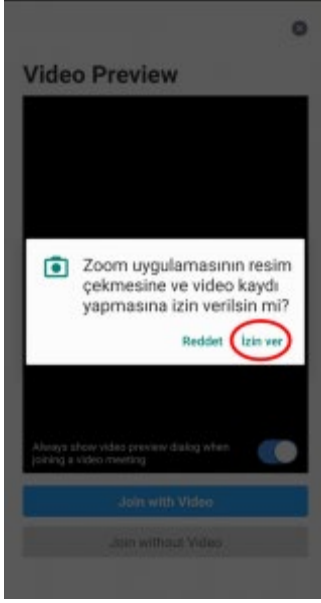 Video Preview
Zoom uygulamasının resim
çekmesine ve video kaydı
yapmasına izin verilsin mi?
Reddet
İzin ver
Always show video preview dialog when
joining a video meeting
Join with Video
Join without Video